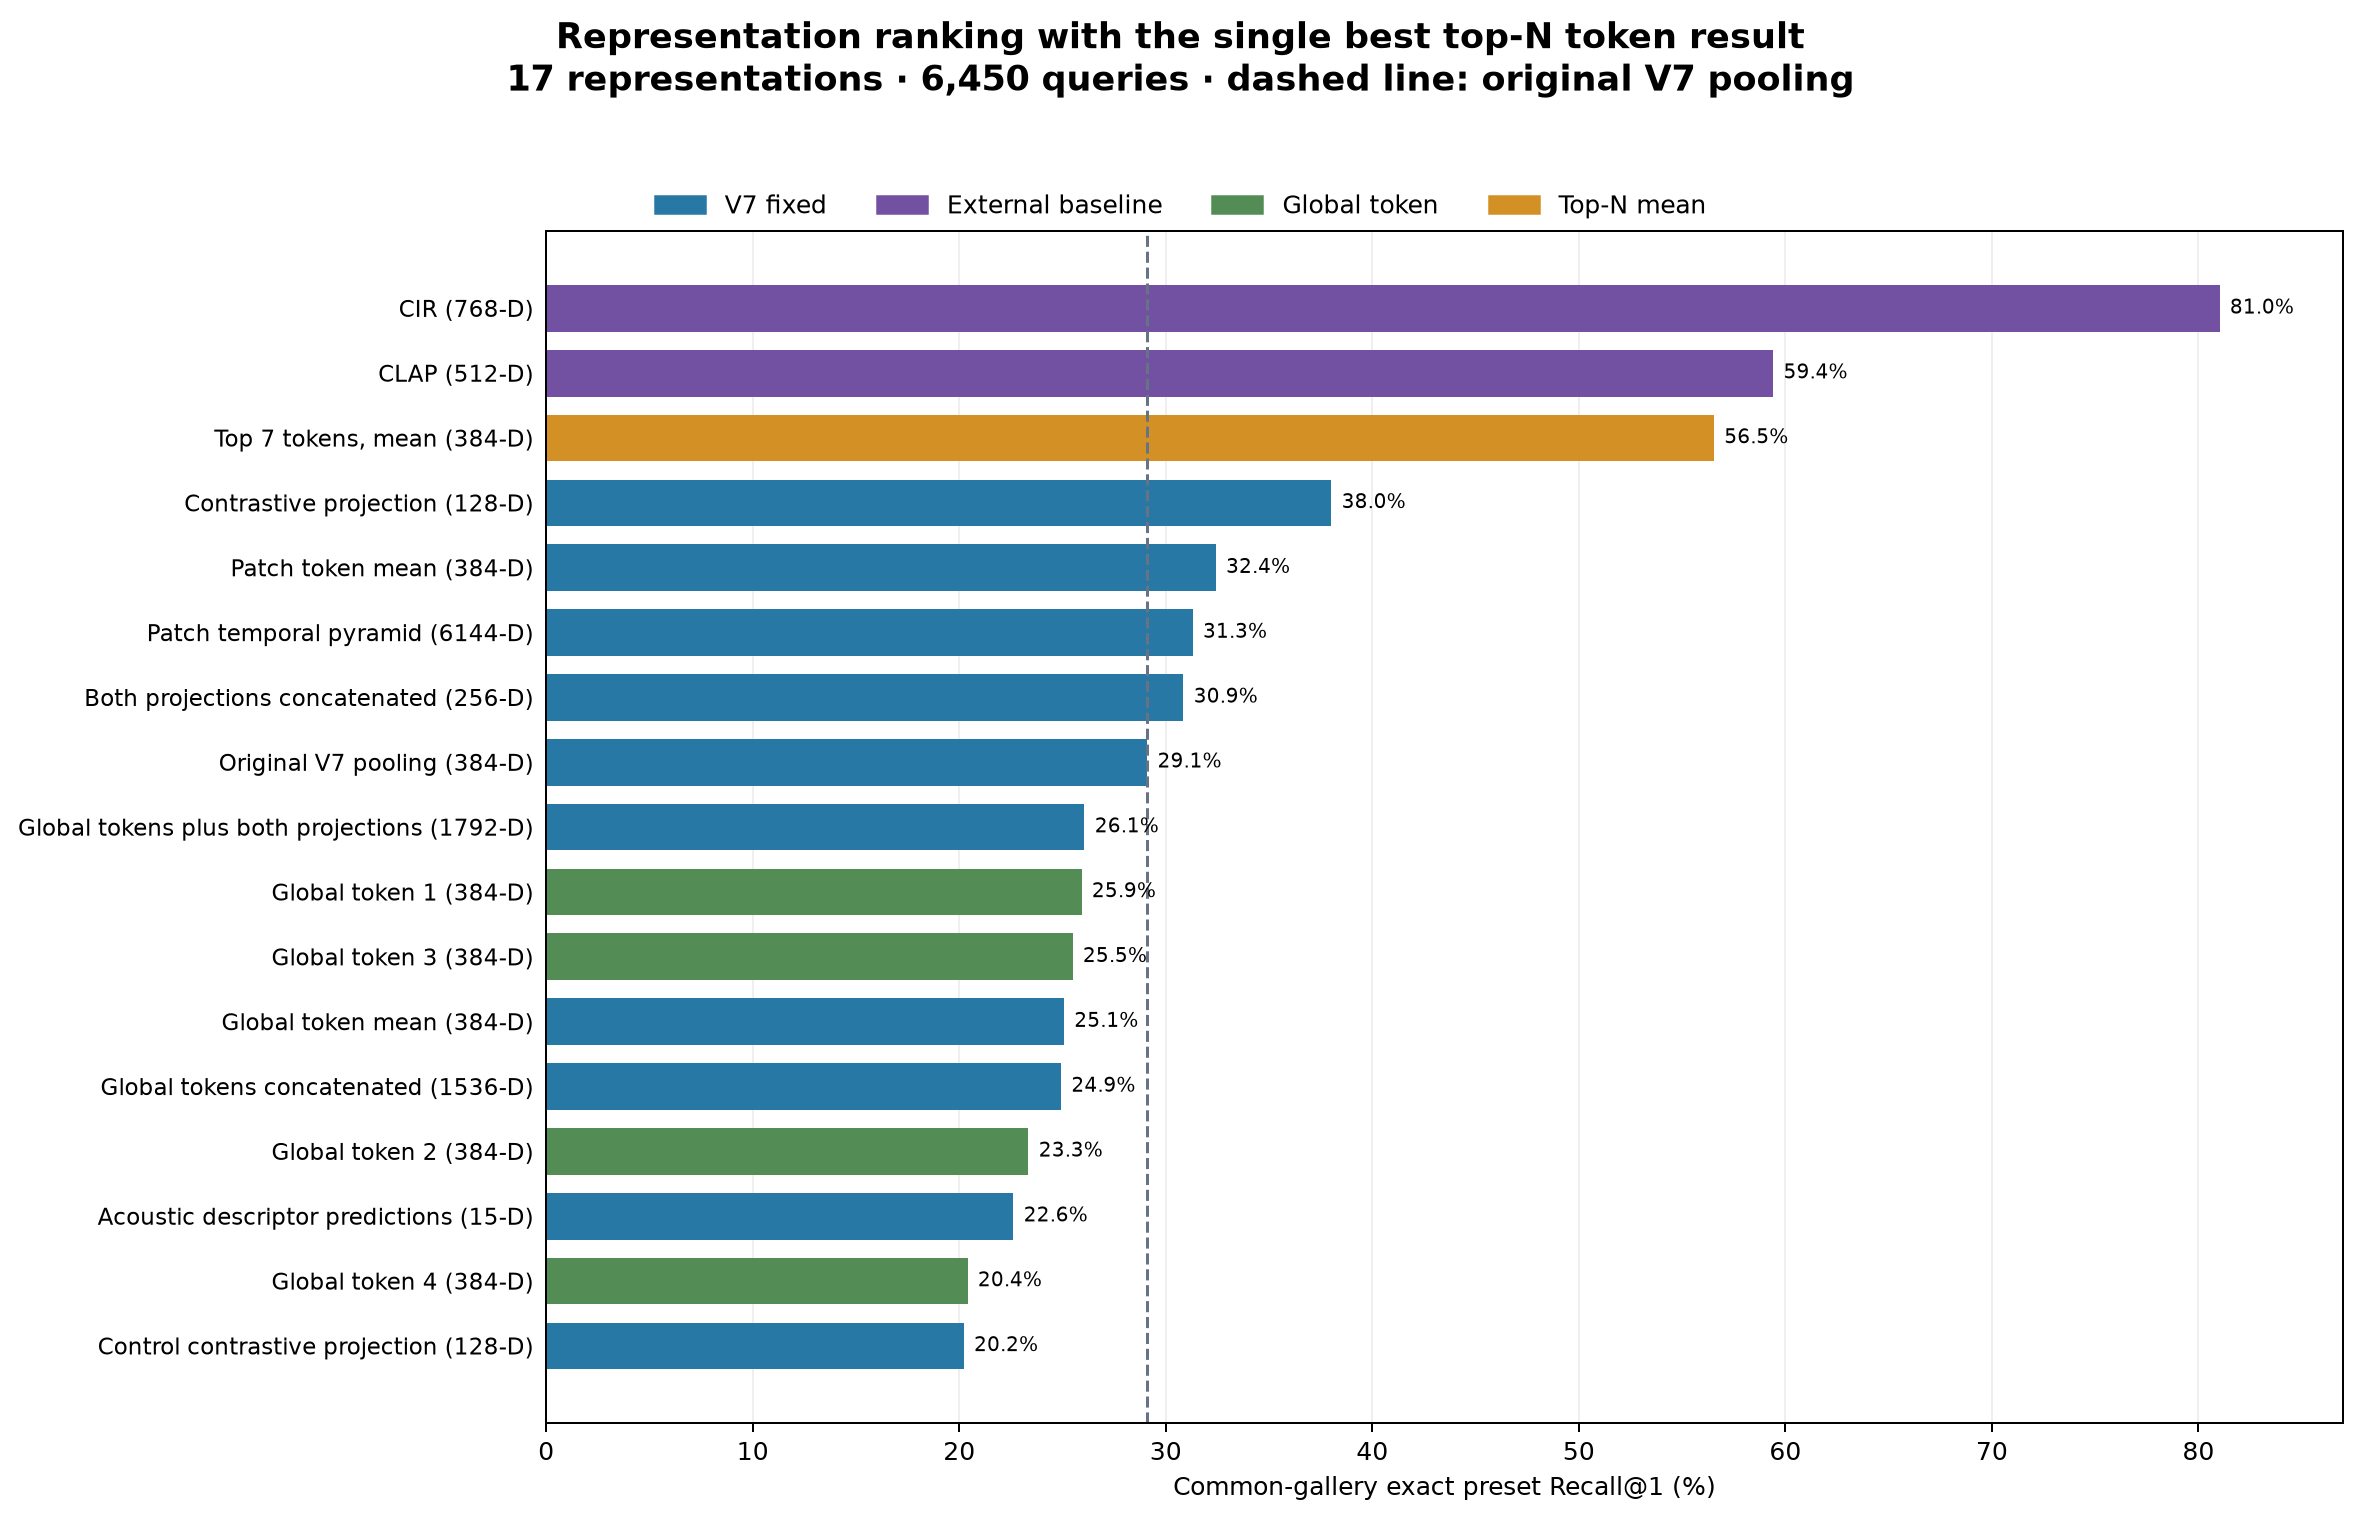 Representation ranking with the single best top-N token result
17 representations · 6,450 queries · dashed line: original V7 pooling
V7 fixed
External baseline
Global token
Top-N mean
CIR (768-D)
81.0%
CLAP (512-D)
59.4%
Top 7 tokens, mean (384-D)
56.5%
Contrastive projection (128-D)
38.0%
Patch token mean (384-D)
32.4%
Patch temporal pyramid (6144-D)
31.3%
Both projections concatenated (256-D)
30.9%
Original V7 pooling (384-D)
29.1%
Global tokens plus both projections (1792-D)
26.1%
Global token 1 (384-D)
25.9%
Global token 3 (384-D)
25.5%
Global token mean (384-D)
25.1%
Global tokens concatenated (1536-D)
24.9%
Global token 2 (384-D)
23.3%
Acoustic descriptor predictions (15-D)
22.6%
Global token 4 (384-D)
20.4%
Control contrastive projection (128-D)
20.2%
0 10 20 30 40 50 60 70 80
Common-gallery exact preset Recall@1 (%)